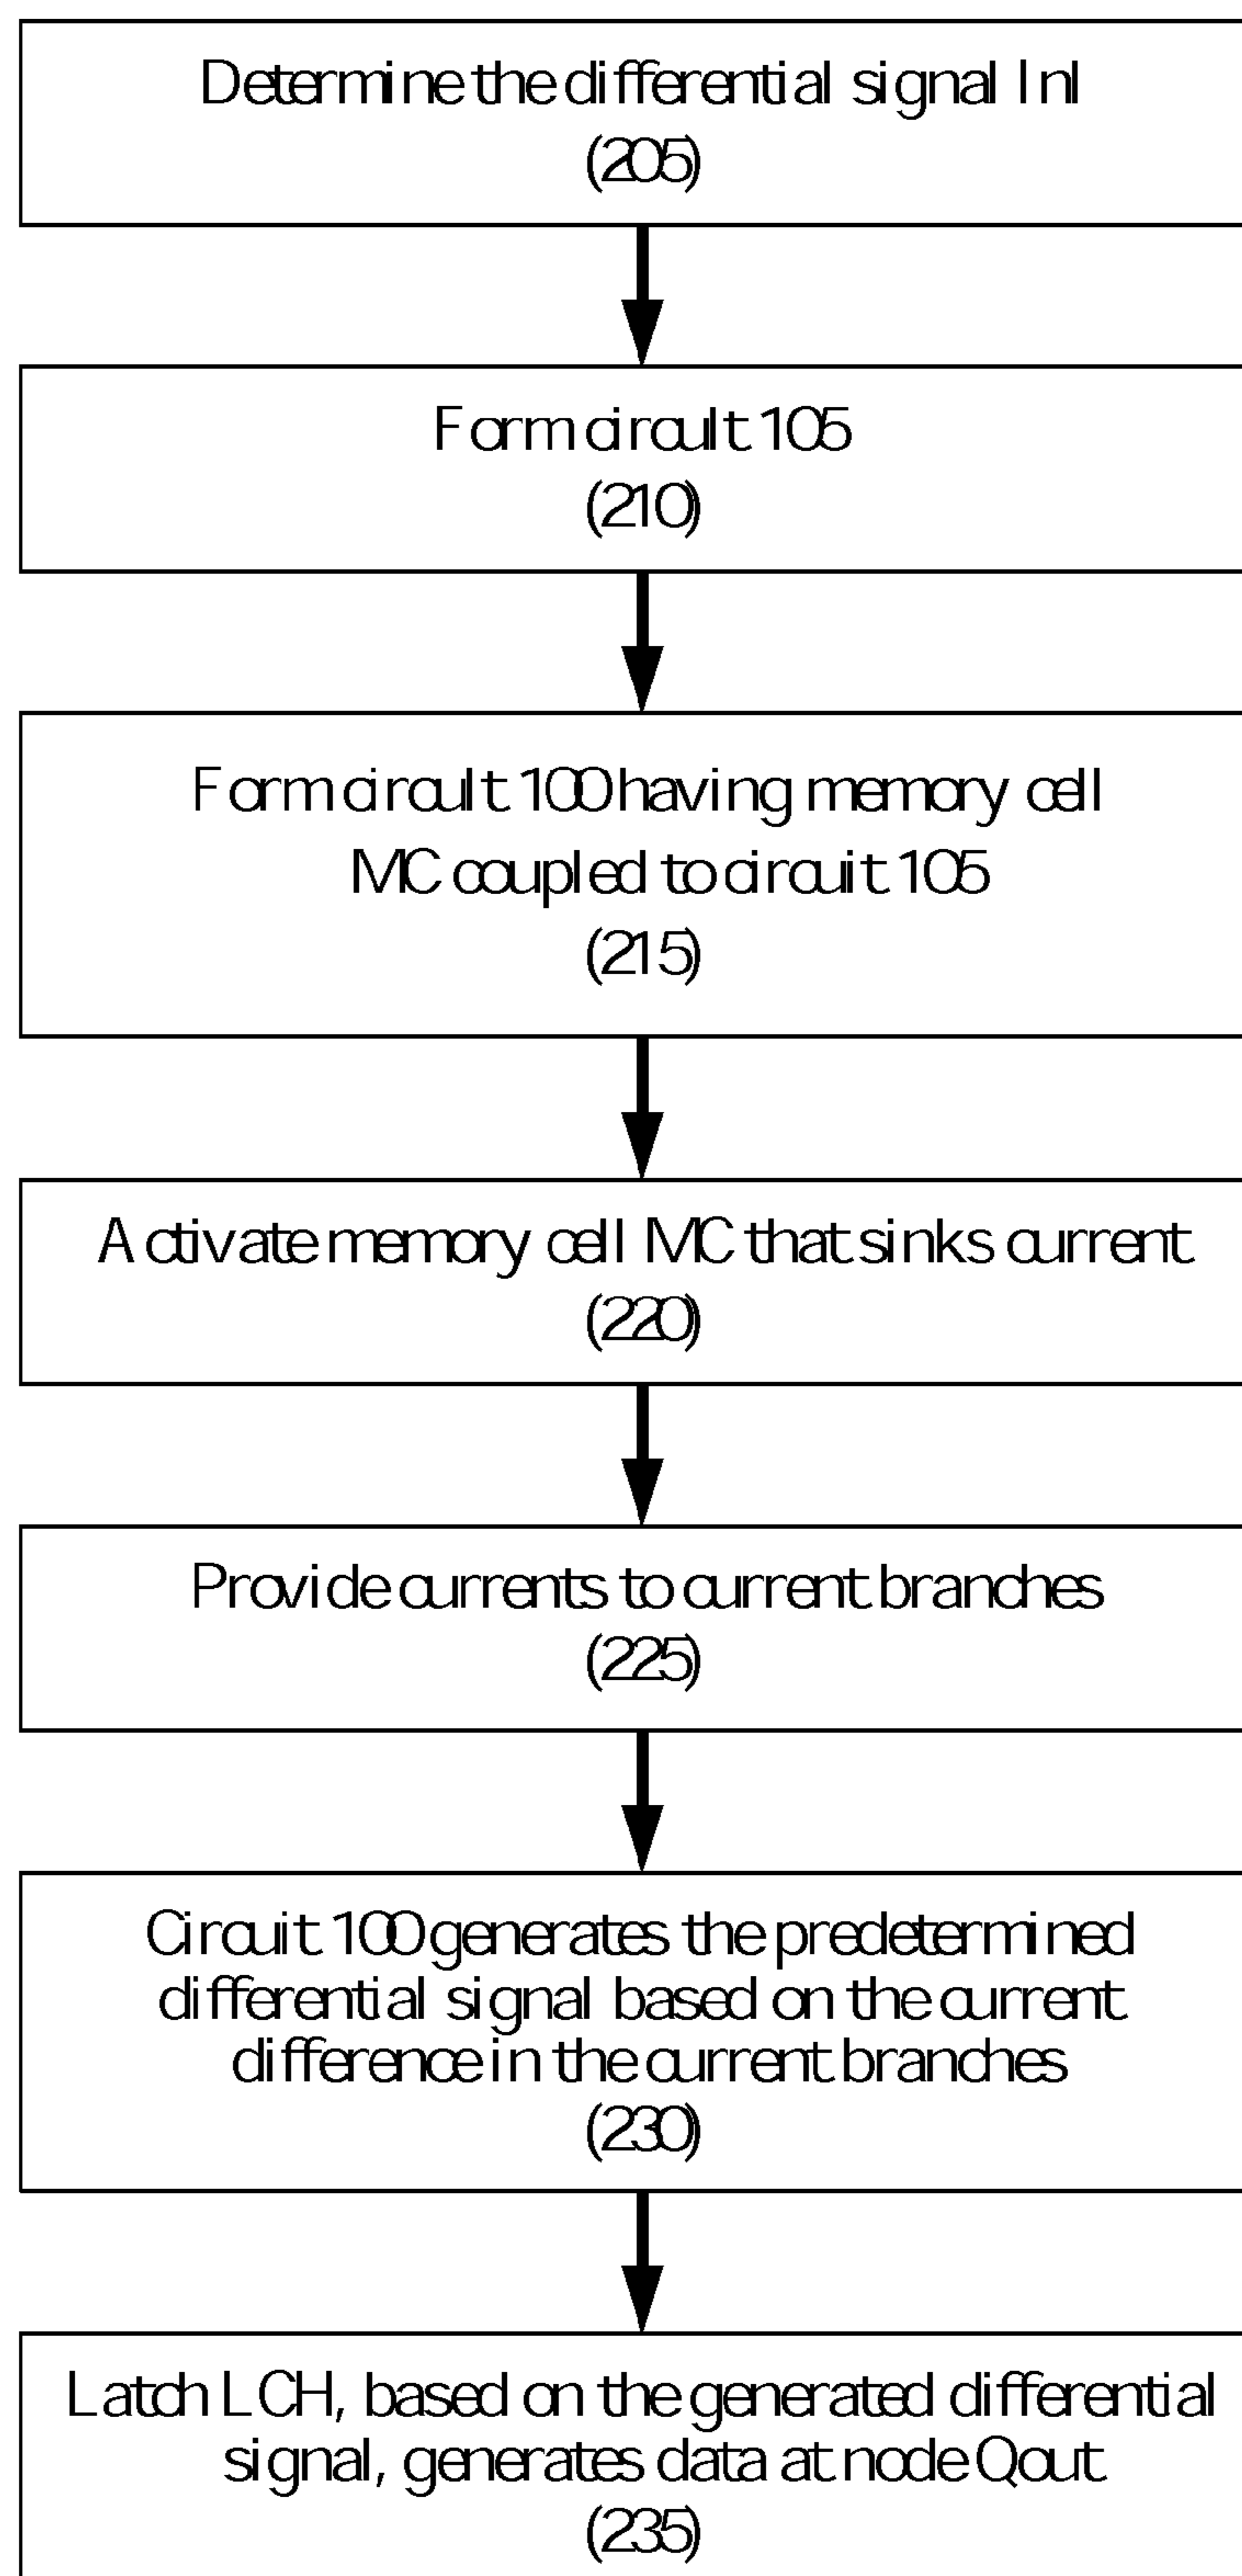 Determine the differential signal InI
(205)
Form circuIt 105
(210)
Form circuIt 100 having memory cell
MC coupled to circuit 105
(215)
Activate memory cell MC that sinks current
(220)
Provide currents to current branches
(225)
Circuit 100 generates the predetermined
differential signal based on the current
difference in the current branches
(230)
Latch LCH, based on the generated differential
signal, generates data at node Qout
(235)